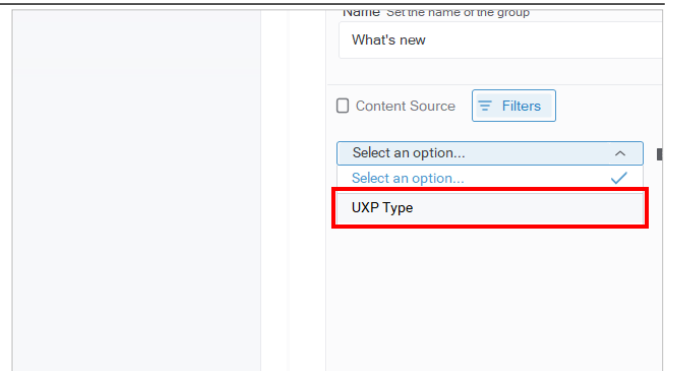 Name Set the name of the group
What's new
Content Source Filters
Select an option...
Select an option...
UXP Type